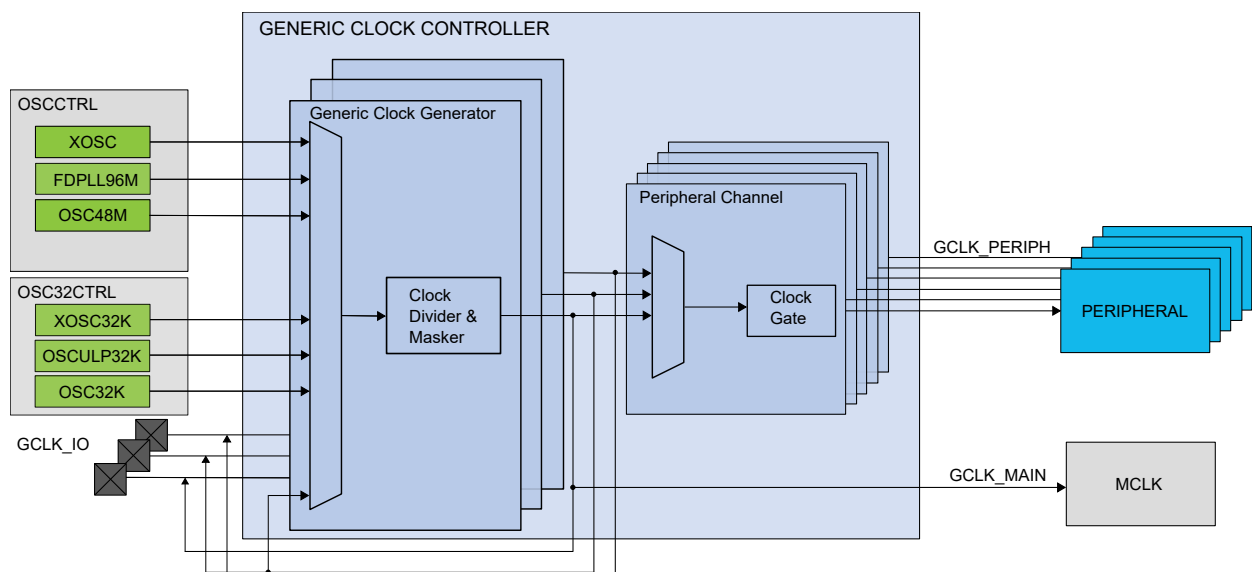 GENERIC CLOCK CONTROLLER
OSCCTRL
XOSC
FDPLL96M
OSC48M
OSC32CTRL
XOSC32K
OSCULP32K
OSC32K
GCLK_IO
Generic Clock Generator
Clock
Divider &
Masker
Peripheral Channel
Clock
Gate
GCLK_PERIPH
PERIPHERAL
GCLK_MAIN
MCLK